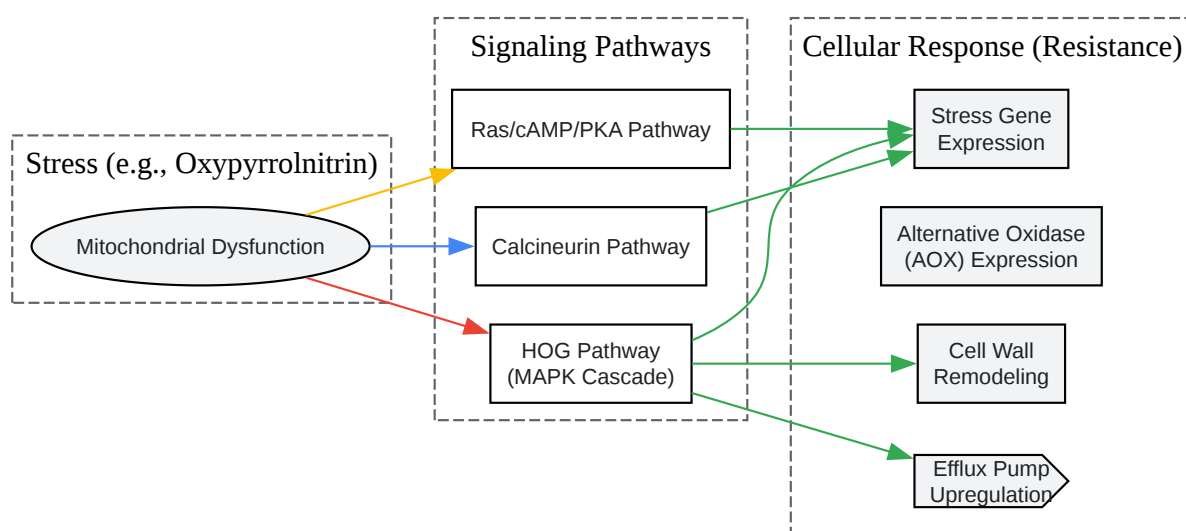 Stress (e.g., Oxypyrrolnitrin)
Mitochondrial Dysfunction
Signaling Pathways
Ras/cAMP/PKA Pathway
Calcineurin Pathway
HOG Pathway
(MAPK Cascade)
Cellular Response (Resistance)
Stress Gene
Expression
Alternative Oxidase
(AOX) Expression
Cell Wall
Remodeling
Efflux Pump
Upregulation